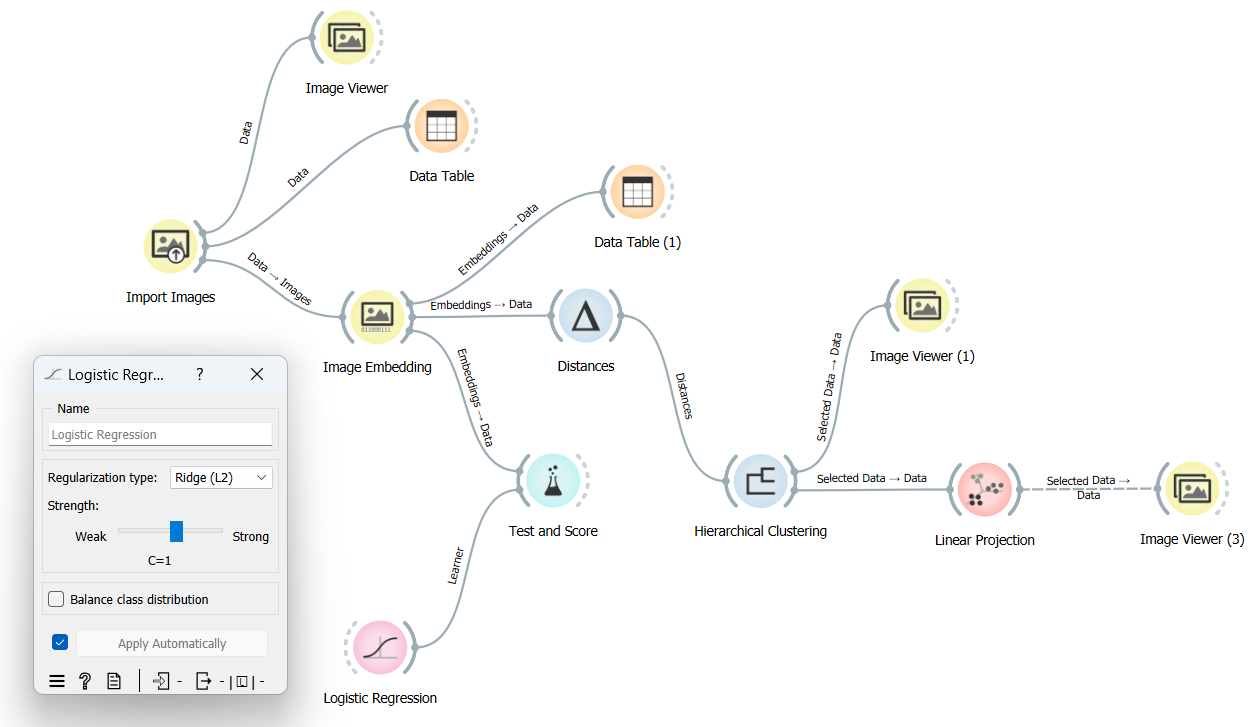 Image Viewer
Data
Data Table
Data
Data Table (1)
Embeddings → Data
Import Images
Data → Images
Image Embedding
Embeddings → Data
Distances
Image Viewer (1)
Selected Data → Data
Distances
Embeddings → Data
Test and Score
Hierarchical Clustering
Selected Data → Data
Linear Projection
Selected Data →
Data
Image Viewer (3)
Learner
Logistic Regression
Logistic Regr...
?
Name
Logistic Regression
Regularization type:
Ridge (L2)
Strength:
Weak
Strong
C=1
Balance class distribution
Apply Automatically
? - - | L | -
011000111